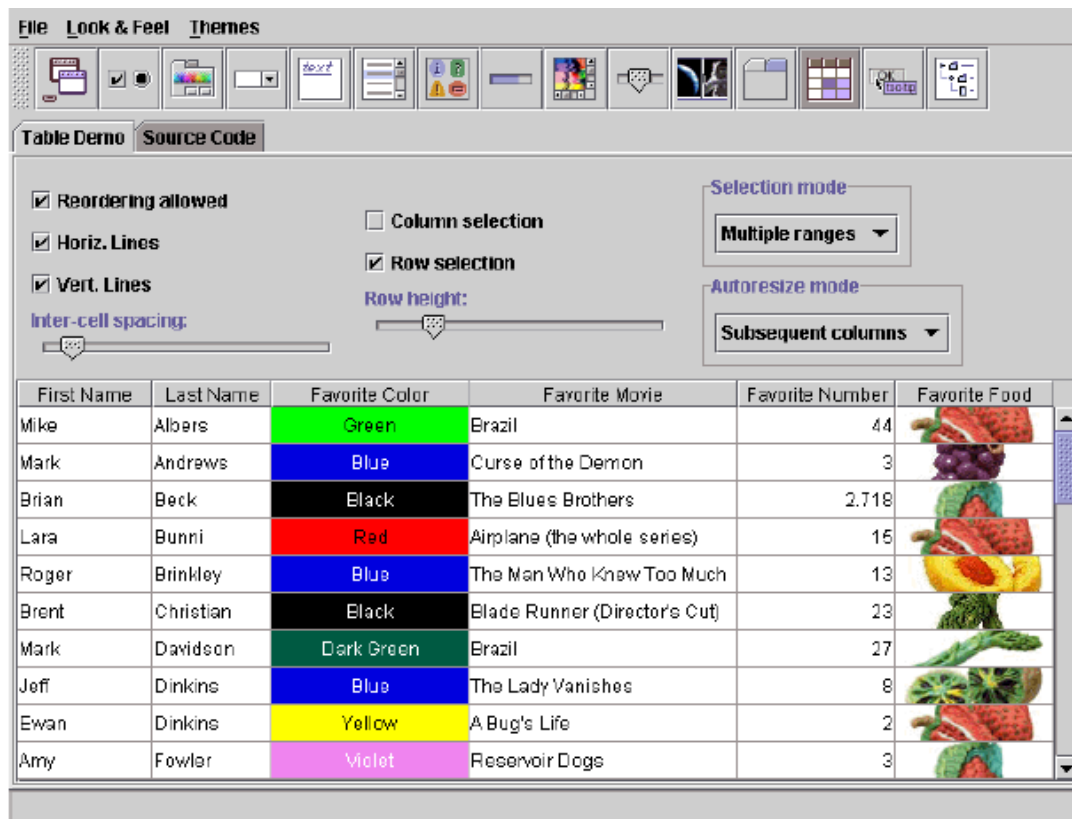 File Look & Feel Themes
text
OK
Table Demo Source Code
Reordering allowed
Horiz. Lines
Vert. Lines
Inter-cell spacing:
Column selection
Row selection
Row height:
Selection mode
Multiple ranges
Autoresize mode
Subsequent columns
First Name Last Name Favorite Color Favorite Movie Favorite Number Favorite Food
Mike Albers Green Brazil 44
Mark Andrews Blue Curse of the Demon 3
Brian Beck Black The Blues Brothers 2.718
Lara Bunni Red Airplane (the whole series) 15
Roger Brinkley Blue The Man Who Knew Too Much 13
Brent Christian Black Blade Runner (Director's Cut) 23
Mark Davidson Dark Green Brazil 27
Jeff Dinkins Blue The Lady Vanishes 8
Ewan Dinkins Yellow A Bug's Life 2
Amy Fowler Violet Reservoir Dogs 3